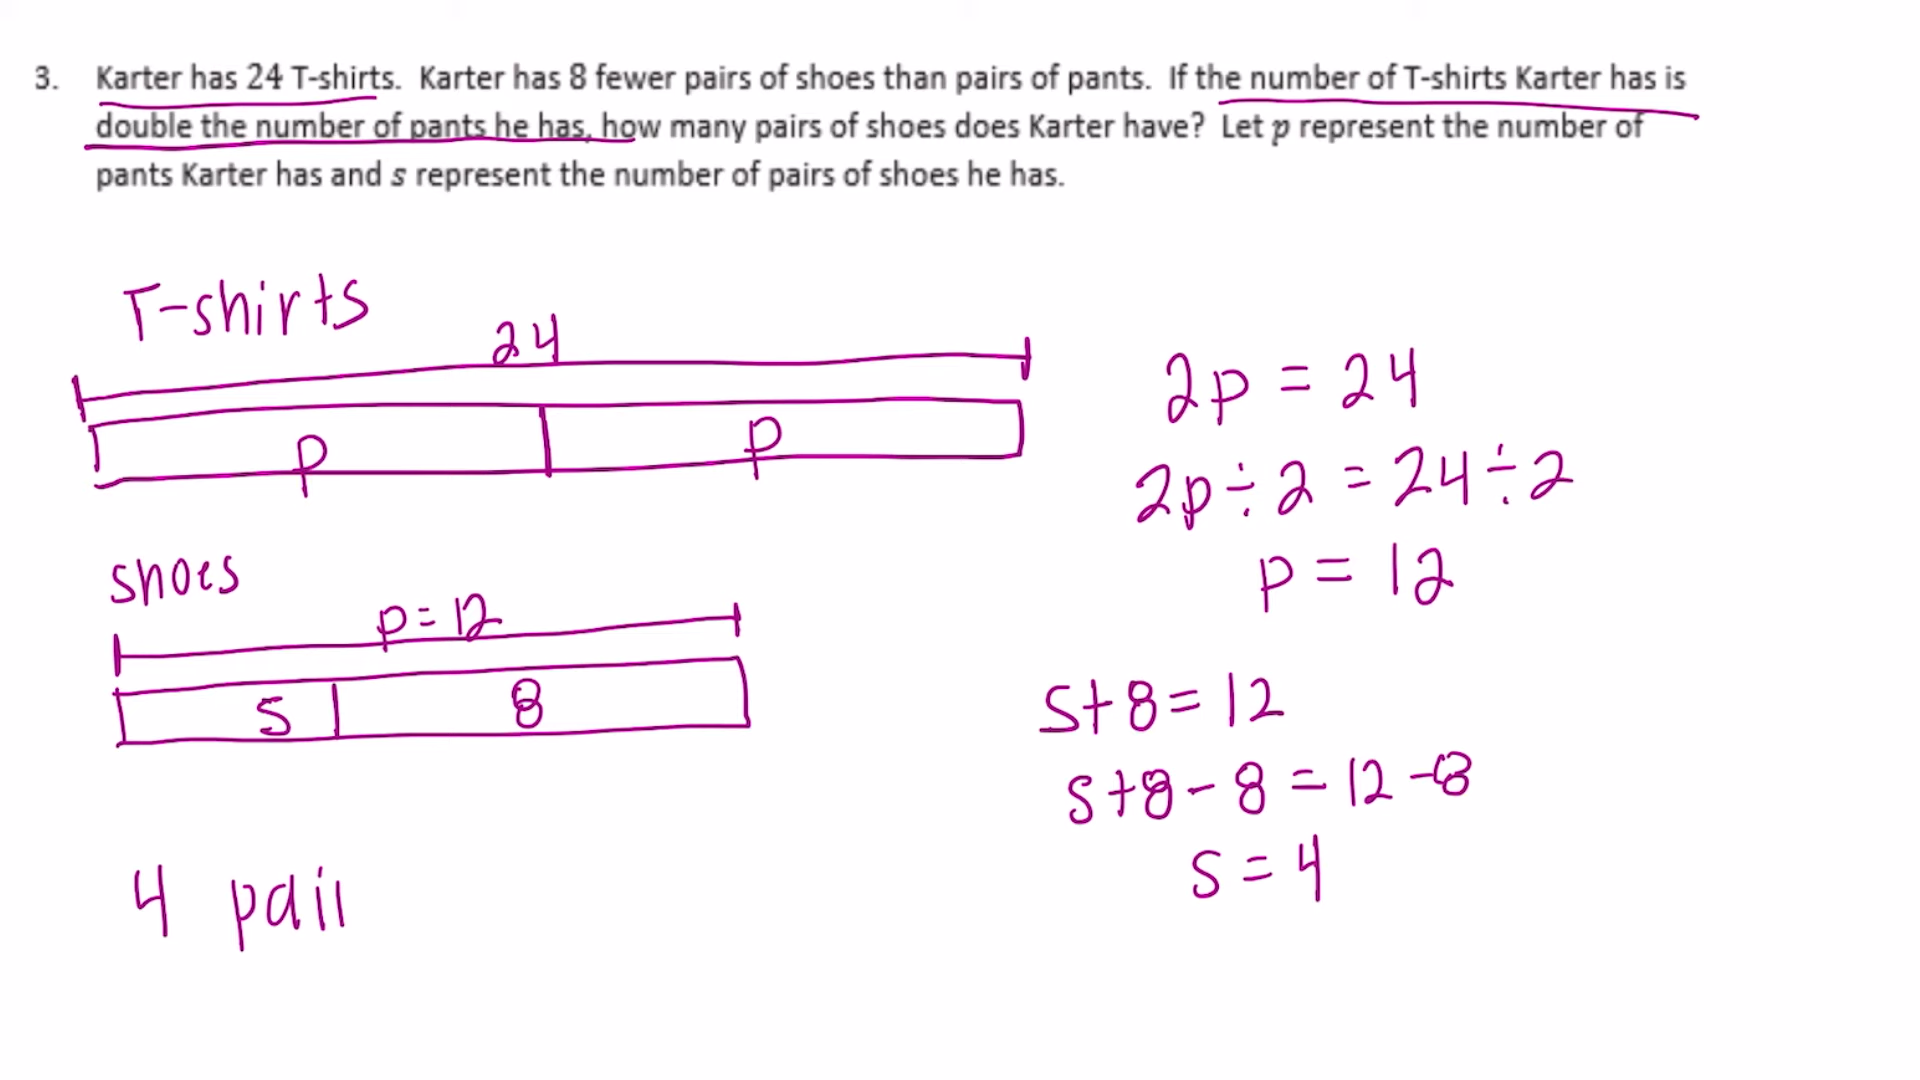 3. Karter has 24 T-shirts. Karter has 8 fewer pairs of shoes than pairs of pants. If the number of T-shirts Karter has is
double the number of pants he has, how many pairs of shoes does Karter have? Let p represent the number of
pants Karter has and s represent the number of pairs of shoes he has.
T-shirts
24
p p
shoes
p = 12
s 8
4 pair
2p = 24
2p ÷ 2 = 24 ÷ 2
p = 12
s + 8 = 12
s + 8 - 8 = 12 - 8
s = 4